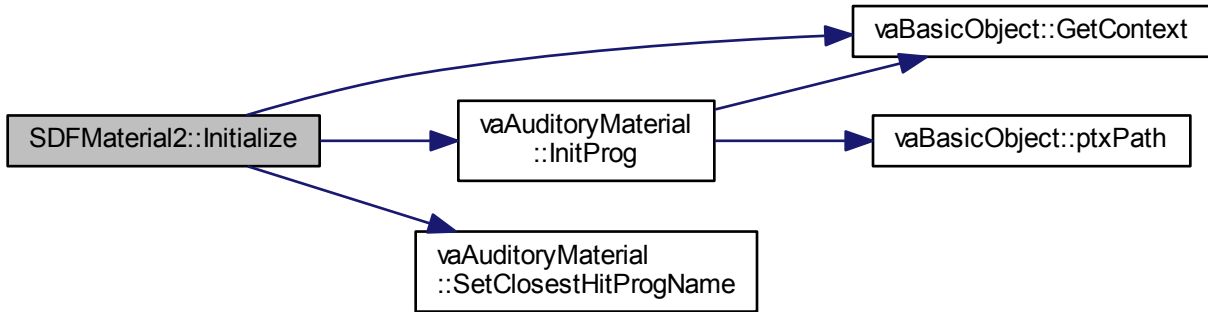 SDFMaterial2::Initialize
vaBasicObject::GetContext
vaAuditoryMaterial
::InitProg
vaBasicObject::ptxPath
vaAuditoryMaterial
::SetClosestHitProgName